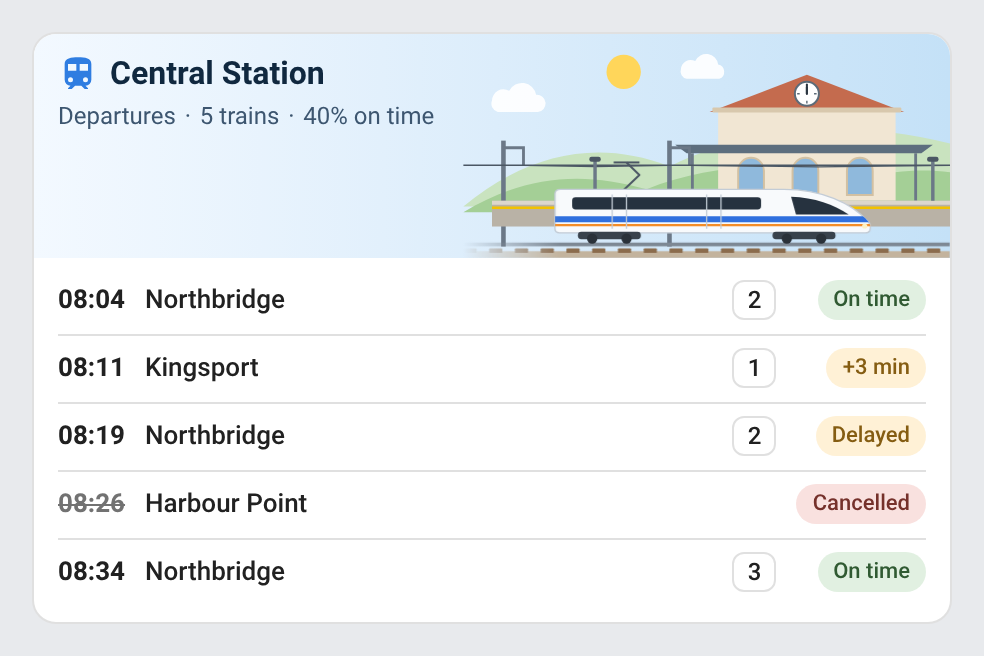 Central Station
Departures · 5 trains · 40% on time
08:04 Northbridge 2 On time
08:11 Kingsport 1 +3 min
08:19 Northbridge 2 Delayed
08:26 Harbour Point Cancelled
08:34 Northbridge 3 On time